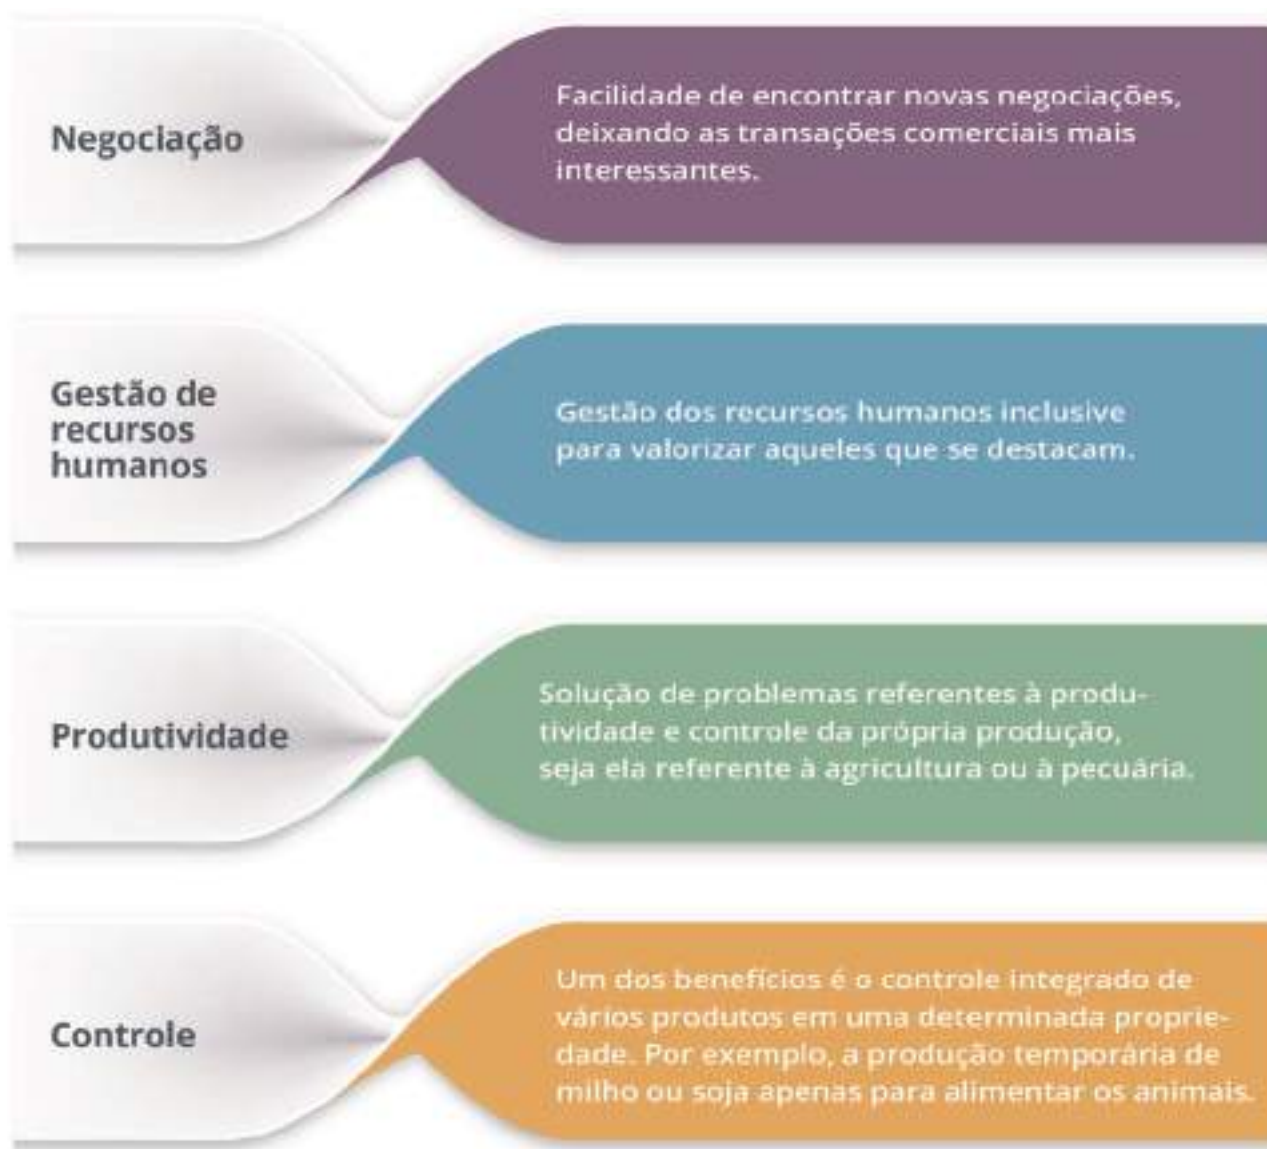 Negociação
Facilidade de encontrar novas negociações,
deixando as transações comerciais mais
interessantes.
Gestão de
recursos
humanos
Gestão dos recursos humanos inclusive
para valorizar aqueles que se destacam.
Produtividade
Solução de problemas referentes à produ-
tividade e controle da própria produção,
seja ela referente à agricultura ou à pecuária.
Controle
Um dos benefícios é o controle integrado de
vários produtos em uma determinada proprie-
dade. Por exemplo, a produção temporária de
milho ou soja apenas para alimentar os animais.